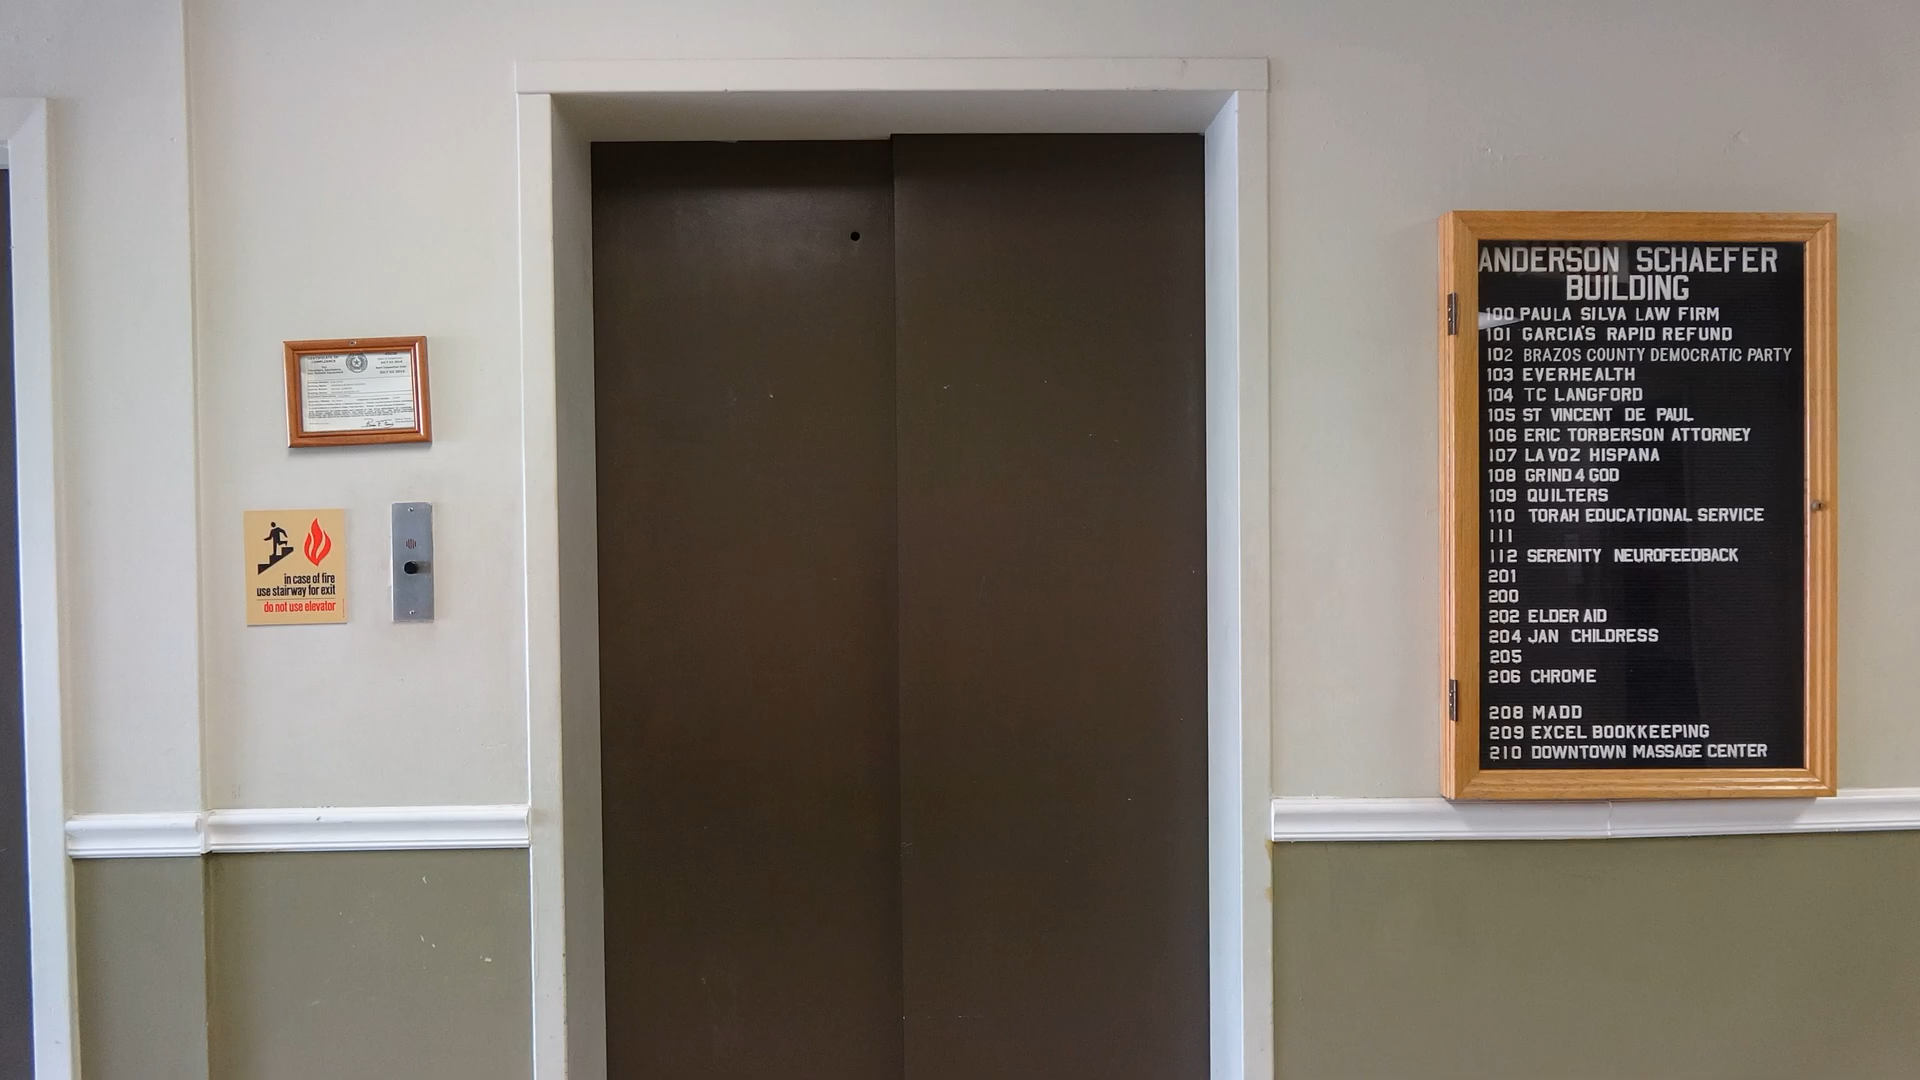 CERTIFICATE OF
COMPLIANCE
in case of fire
use stairway for exit
do not use elevator
ANDERSON SCHAEFER
BUILDING
100 PAULA SILVA LAW FIRM
101 GARCIA'S RAPID REFUND
102 BRAZOS COUNTY DEMOCRATIC PARTY
103 EVERHEALTH
104 TC LANGFORD
105 ST VINCENT DE PAUL
106 ERIC TORBERSON ATTORNEY
107 LA VOZ HISPANA
108 GRIND 4 GOD
109 QUILTERS
110 TORAH EDUCATIONAL SERVICE
111
112 SERENITY NEUROFEEDBACK
201
200
202 ELDER AID
204 JAN CHILDRESS
205
206 CHROME
208 MADD
209 EXCEL BOOKKEEPING
210 DOWNTOWN MASSAGE CENTER